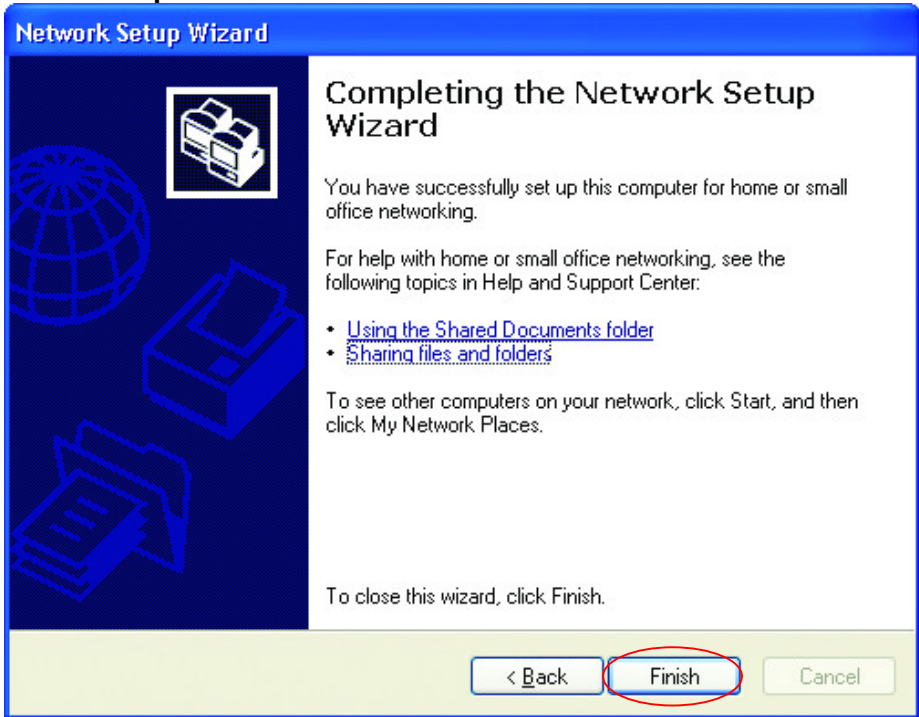 Network Setup Wizard
Completing the Network Setup
Wizard
You have successfully set up this computer for home or small
office networking.
For help with home or small office networking, see the
following topics in Help and Support Center:
• Using the Shared Documents folder
• Sharing files and folders
To see other computers on your network, click Start, and then
click My Network Places.
To close this wizard, click Finish.
< Back Finish Cancel